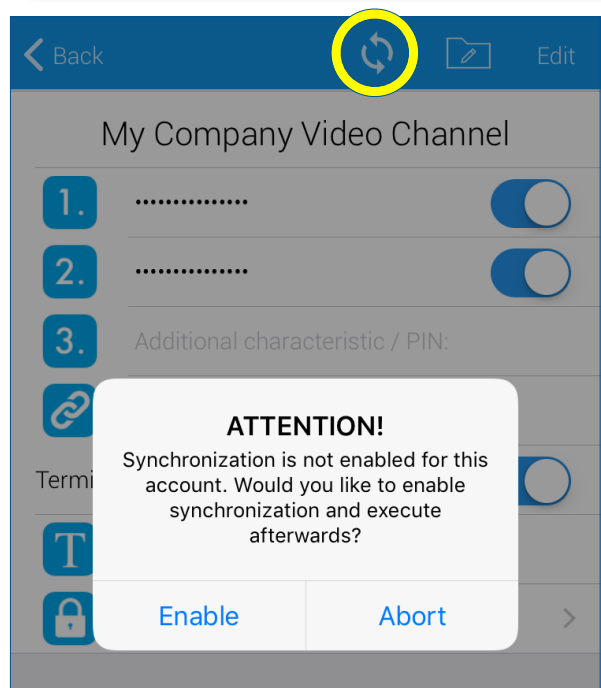 Back
Edit
My Company Video Channel
1.
•••••••••••••••
2.
•••••••••••••••
3.
Additional characteristic / PIN:
ATTENTION!
Synchronization is not enabled for this
account. Would you like to enable
synchronization and execute
afterwards?
Termi
T
Enable
Abort